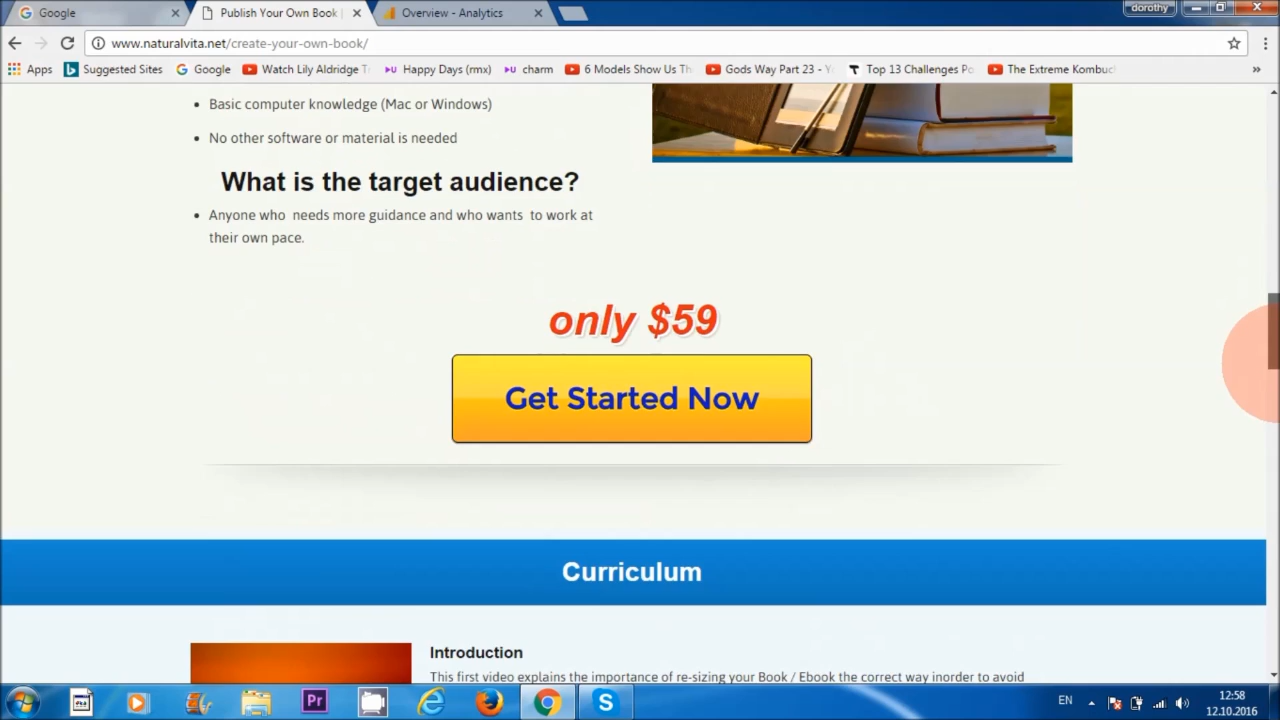 Google
Publish Your Own Book |
Overview - Analytics
dorothy
www.naturalvita.net/create-your-own-book/
Apps
Suggested Sites
Google
Watch Lily Aldridge T
Happy Days (rmx)
charm
6 Models Show Us Th
Gods Way Part 23 - Y
Top 13 Challenges Po
The Extreme Kombuc
Basic computer knowledge (Mac or Windows)
No other software or material is needed
What is the target audience?
Anyone who needs more guidance and who wants to work at
their own pace.
only $59
Get Started Now
Curriculum
Introduction
This first video explains the importance of re-sizing your Book / Ebook the correct way inorder to avoid
Pr
EN
12:58
12.10.2016